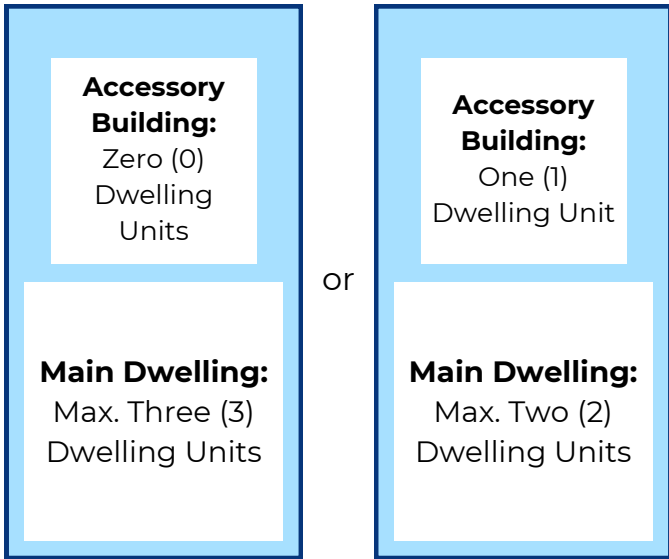 Accessory
Building:
Zero (0)
Dwelling
Units
Main Dwelling:
Max. Three (3)
Dwelling Units
or
Accessory
Building:
One (1)
Dwelling Unit
Main Dwelling:
Max. Two (2)
Dwelling Units